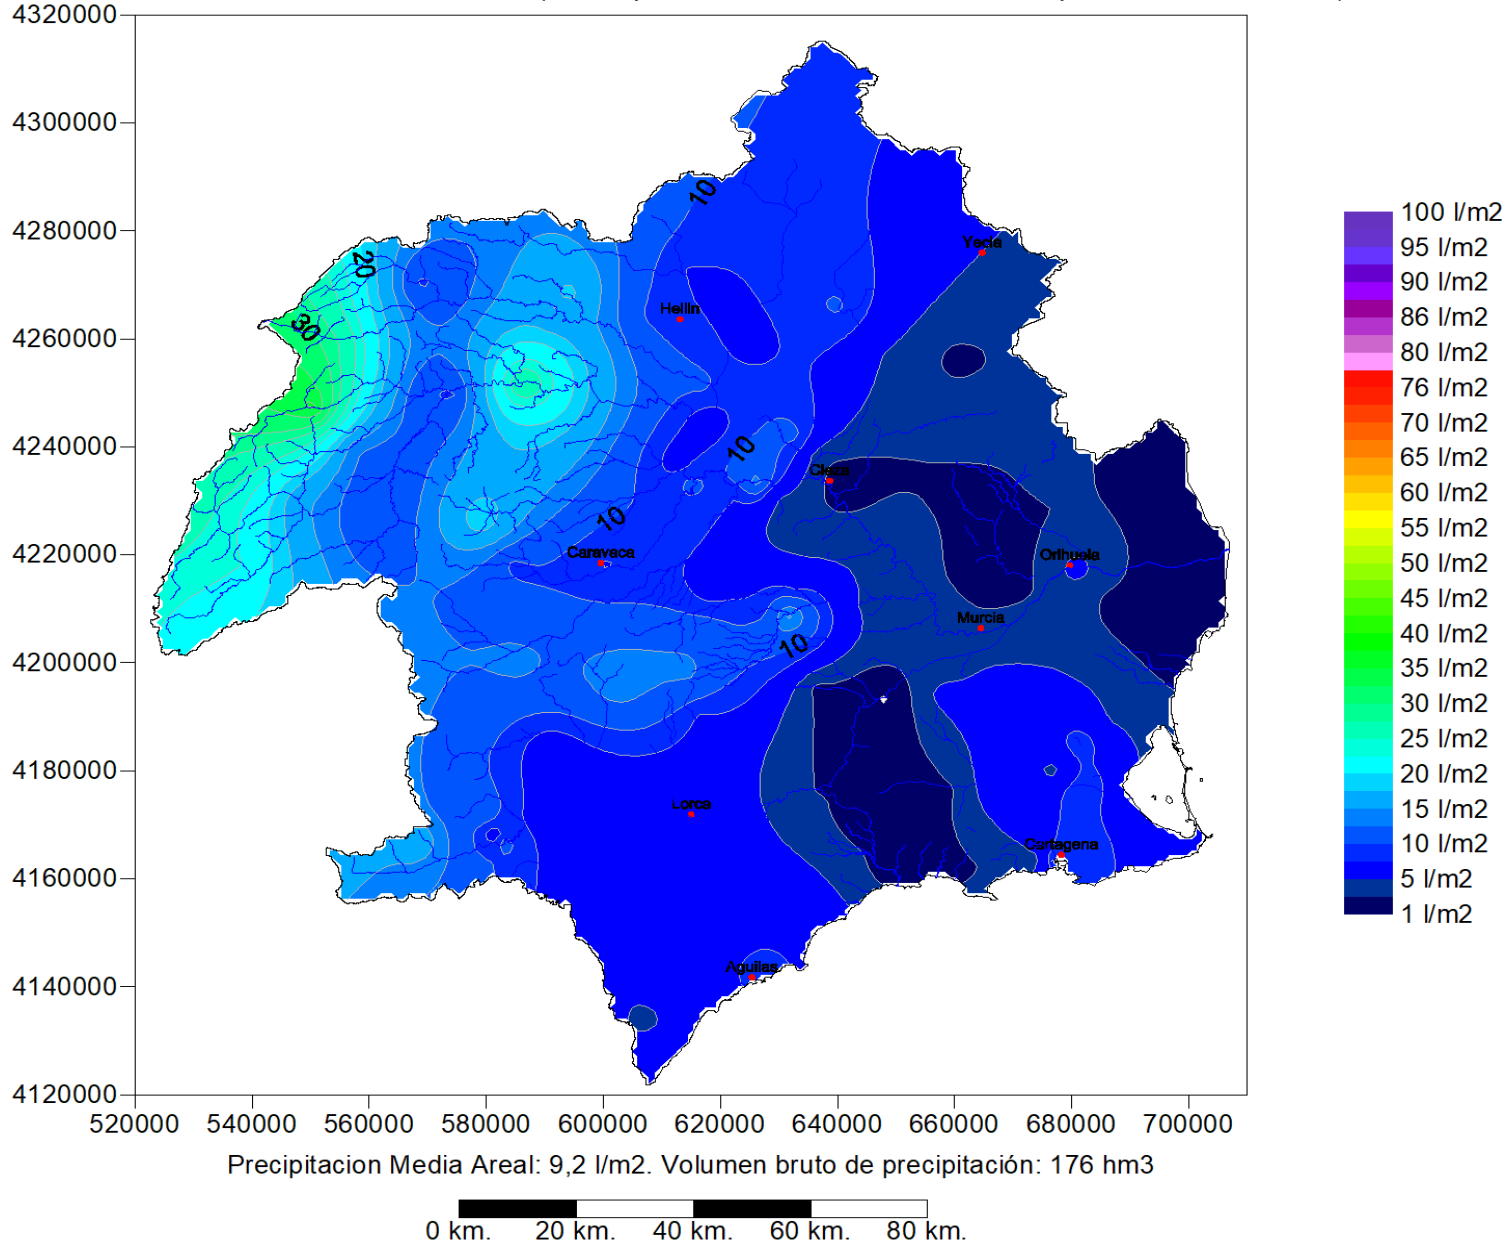 4320000
4300000
4280000
4260000
4240000
4220000
4200000
4180000
4160000
4140000
4120000
520000 540000 560000 580000 600000 620000 640000 660000 680000 700000
10
20
30
Yecla
Hellin
10
Cieza
10
Caravaca
Orihuela
Murcia
10
Lorca
Cartagena
Aguilas
100 l/m2
95 l/m2
90 l/m2
86 l/m2
80 l/m2
76 l/m2
70 l/m2
65 l/m2
60 l/m2
55 l/m2
50 l/m2
45 l/m2
40 l/m2
35 l/m2
30 l/m2
25 l/m2
20 l/m2
15 l/m2
10 l/m2
5 l/m2
1 l/m2
Precipitacion Media Areal: 9,2 l/m2. Volumen bruto de precipitación: 176 hm3
0 km. 20 km. 40 km. 60 km. 80 km.